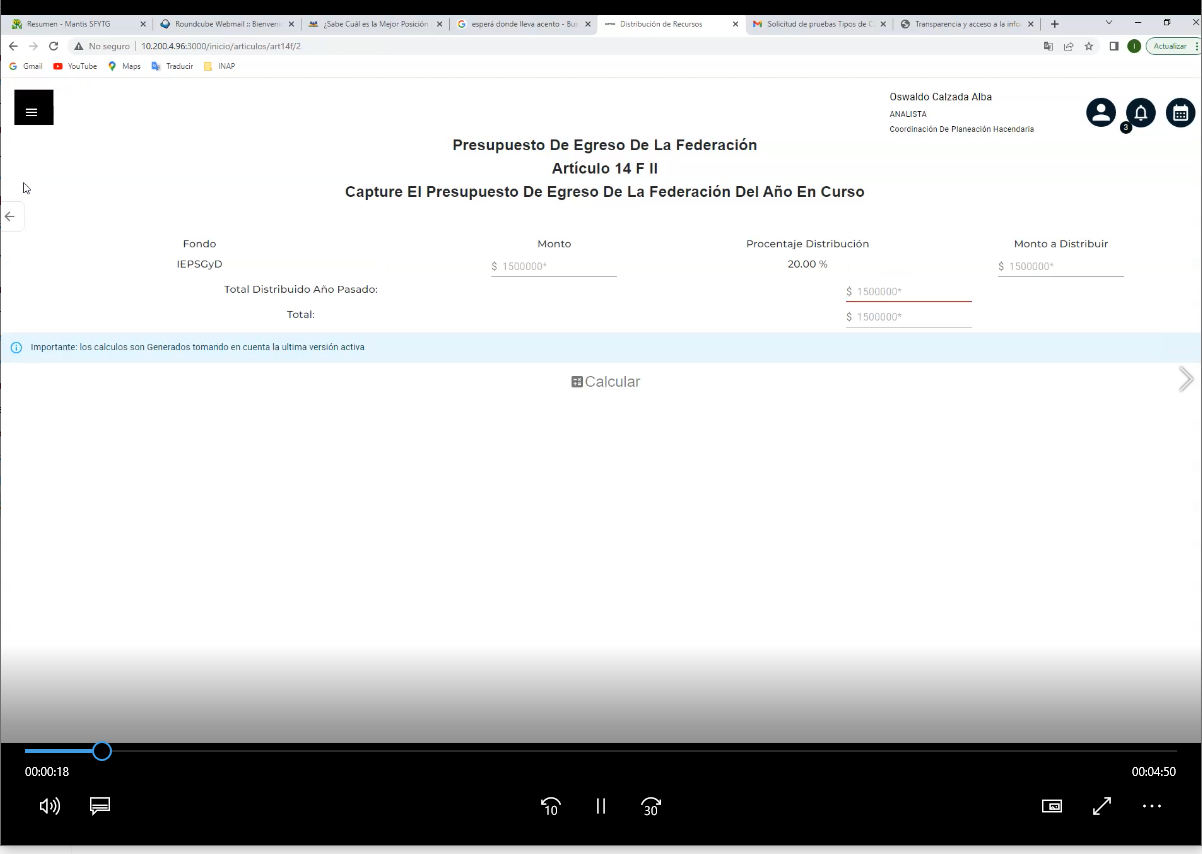 Resumen - Mantis SFYTG
Roundcube Webmail :: Bienveni
¿Sabe Cuál es la Mejor Posición
esperá donde lleva acento - Bus
Distribución de Recursos
Solicitud de pruebas Tipos de C
Transparencia y acceso a la info
No seguro
10.200.4.96:3000/inicio/articulos/art14f/2
I
Actualizar
Gmail
YouTube
Maps
Traducir
INAP
Oswaldo Calzada Alba
ANALISTA
Coordinación De Planeación Hacendaria
3
Presupuesto De Egreso De La Federación
Artículo 14 F II
Capture El Presupuesto De Egreso De La Federación Del Año En Curso
Fondo Monto Procentaje Distribución Monto a Distribuir
IEPSGyD $ 1500000* 20.00 % $ 1500000*
Total Distribuido Año Pasado: $ 1500000*
Total: $ 1500000*
Importante: los calculos son Generados tomando en cuenta la ultima versión activa
Calcular
00:00:18
00:04:50
10
30